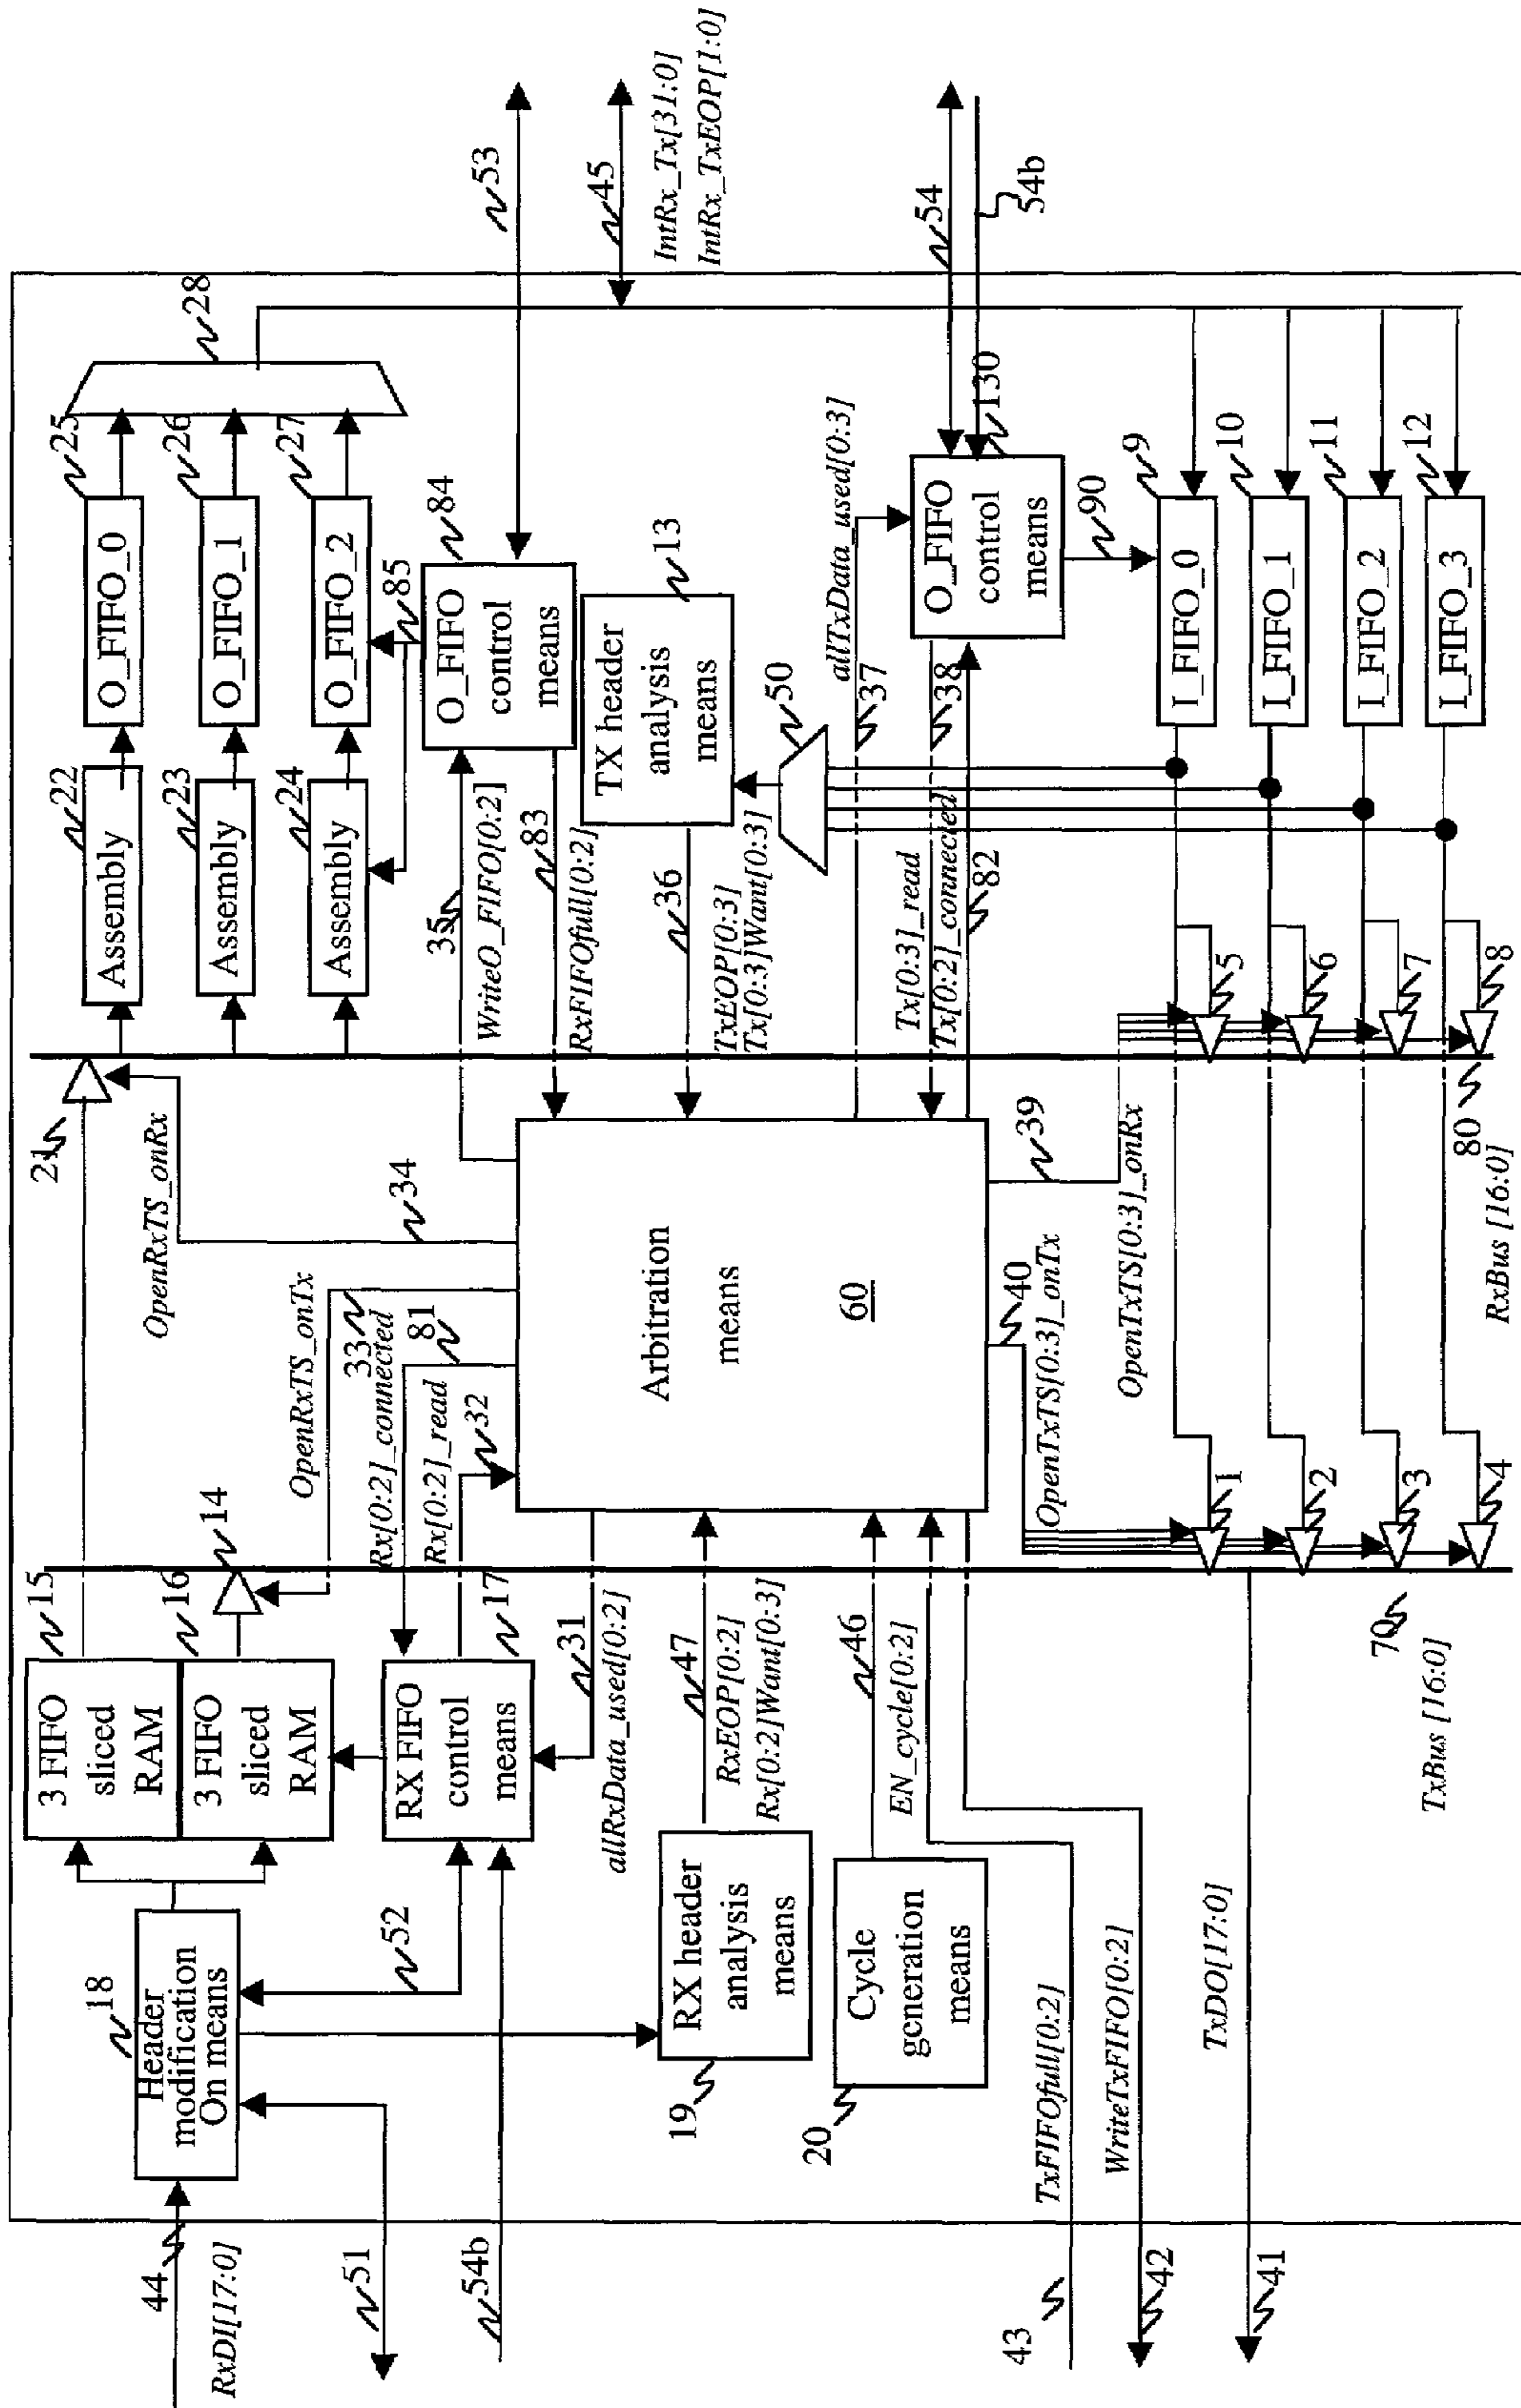 44
RxDI[17:0]
18
Header
modification
On means
51
52
54b
3 FIFO
sliced
RAM
15
3 FIFO
sliced
RAM
16
14
RX FIFO
control
means
17
31
allRxData_used[0:2]
RX header
analysis
means
19
47
RxEOP[0:2]
Rx[0:2]Want[0:3]
Cycle
generation
means
20
46
EN_cycle[0:2]
TxFIFOfull[0:2]
43
WriteTxFIFO[0:2]
42
TxDO[17:0]
41
70
TxBus [16:0]
21
OpenRxTS_onRx
34
OpenRxTS_onTx
33
Rx[0:2]_connected
81
Rx[0:2]_read
32
Arbitration
means
60
40
OpenTxTS[0:3]_onTx
39
OpenTxTS[0:3]_onRx
1
2
3
4
80
RxBus [16:0]
Assembly
22
Assembly
23
Assembly
24
O_FIFO_0
25
O_FIFO_1
26
O_FIFO_2
27
28
85
O_FIFO
control
means
84
35
WriteO_FIFO[0:2]
83
RxFIFOfull[0:2]
TX header
analysis
means
13
36
TxEOP[0:3]
Tx[0:3]Want[0:3]
50
allTxData_used[0:3]
37
38
Tx[0:3]_read
Tx[0:2]_connected
82
O_FIFO
control
means
130
90
I_FIFO_0
9
I_FIFO_1
10
I_FIFO_2
11
I_FIFO_3
12
5
6
7
8
53
45
IntRx_Tx[31:0]
IntRx_TxEOP[1:0]
54
54b